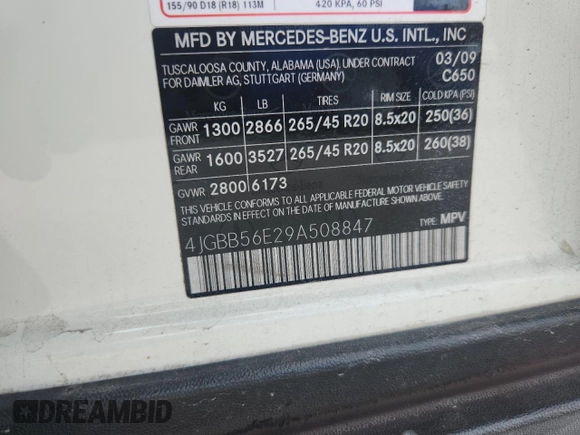 155/90 D18 (R18) 113M 420 KPA, 60 PSI
MFD BY MERCEDES-BENZ U.S. INTL., INC
TUSCALOOSA COUNTY, ALABAMA (USA) UNDER CONTRACT
FOR DAIMLER AG, STUTTGART (GERMANY)
03/09
C650
KG LB TIRES RIM SIZE COLD KPA (PSI)
GAWR FRONT 1300 2866 265/45 R20 8.5x20 250(36)
GAWR REAR 1600 3527 265/45 R20 8.5x20 260(38)
GVWR 2800 6173
THIS VEHICLE CONFORMS TO ALL APPLICABLE FEDERAL MOTOR VEHICLE SAFETY
STANDARDS IN EFFECT ON THE DATE OF MANUFACTURE SHOWN ABOVE.
4JGBB56E29A508847 TYPE: MPV
DREAMBID